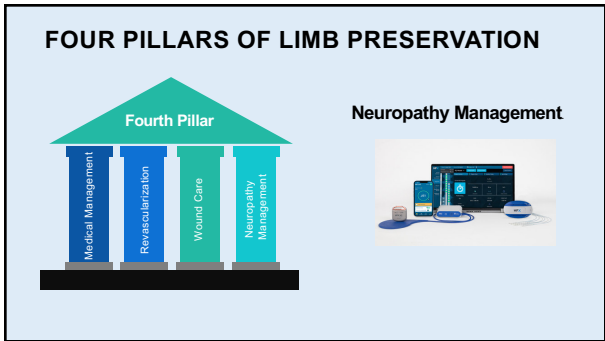 FOUR PILLARS OF LIMB PRESERVATION
Fourth Pillar
Neuropathy Management
Medical Management
Revascularization
Wound Care
Neuropathy
Management